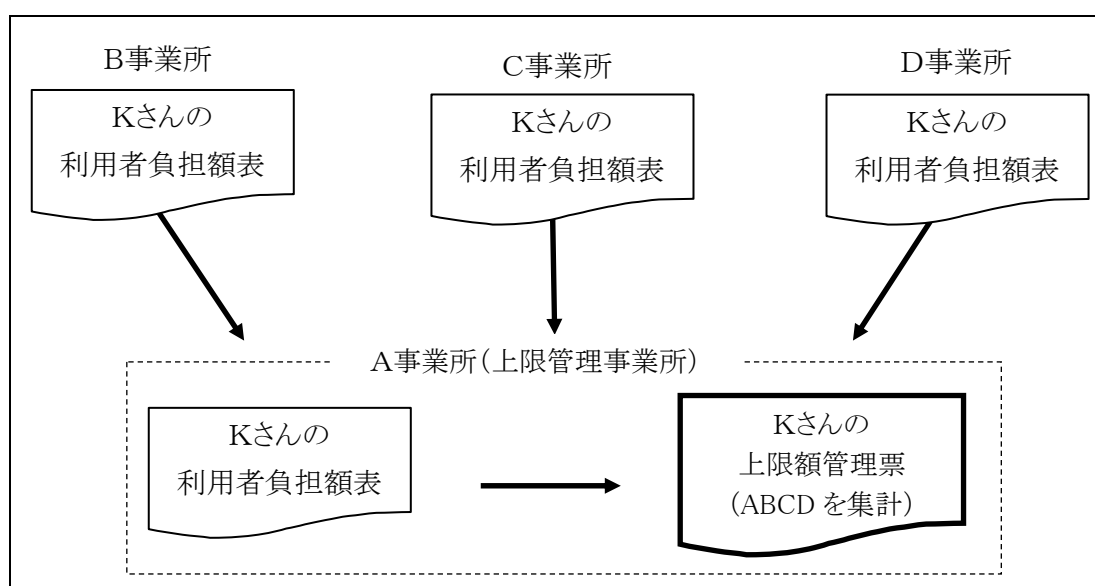 B事業所
Kさんの
利用者負担額表
C事業所
Kさんの
利用者負担額表
D事業所
Kさんの
利用者負担額表
A事業所(上限管理事業所)
Kさんの
利用者負担額表
Kさんの
上限額管理票
(ABCDを集計)